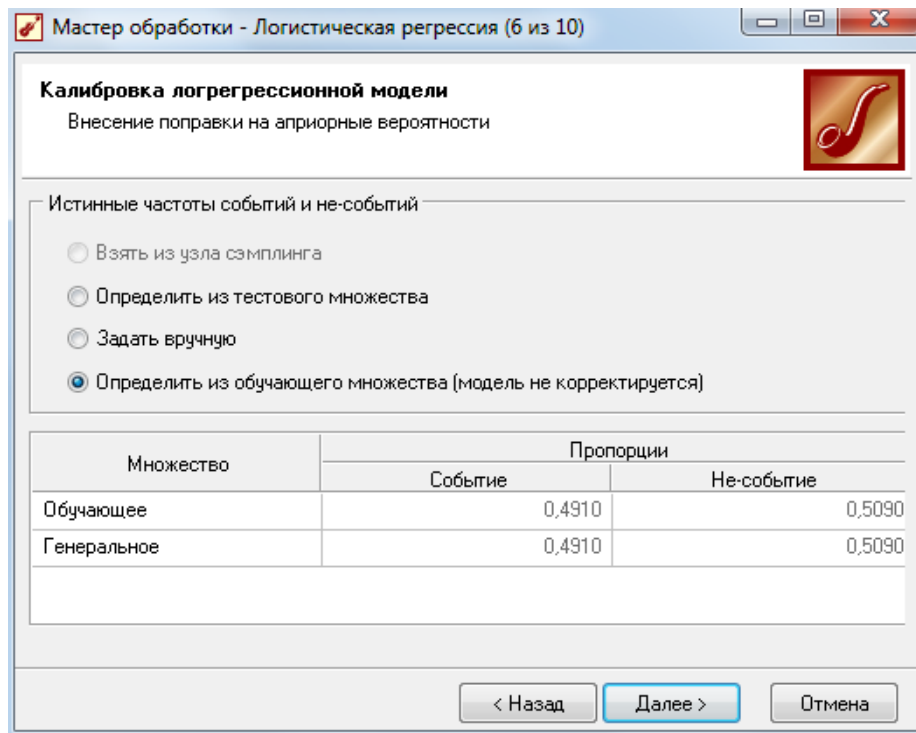 Мастер обработки - Логистическая регрессия (6 из 10)
Калибровка логрегрессионной модели
Внесение поправки на априорные вероятности
Истинные частоты событий и не-событий
Взять из узла сэмплинга
Определить из тестового множества
Задать вручную
Определить из обучающего множества (модель не корректируется)
Множество Пропорции
Событие Не-событие
Обучающее 0,4910 0,5090
Генеральное 0,4910 0,5090
< Назад Далее > Отмена